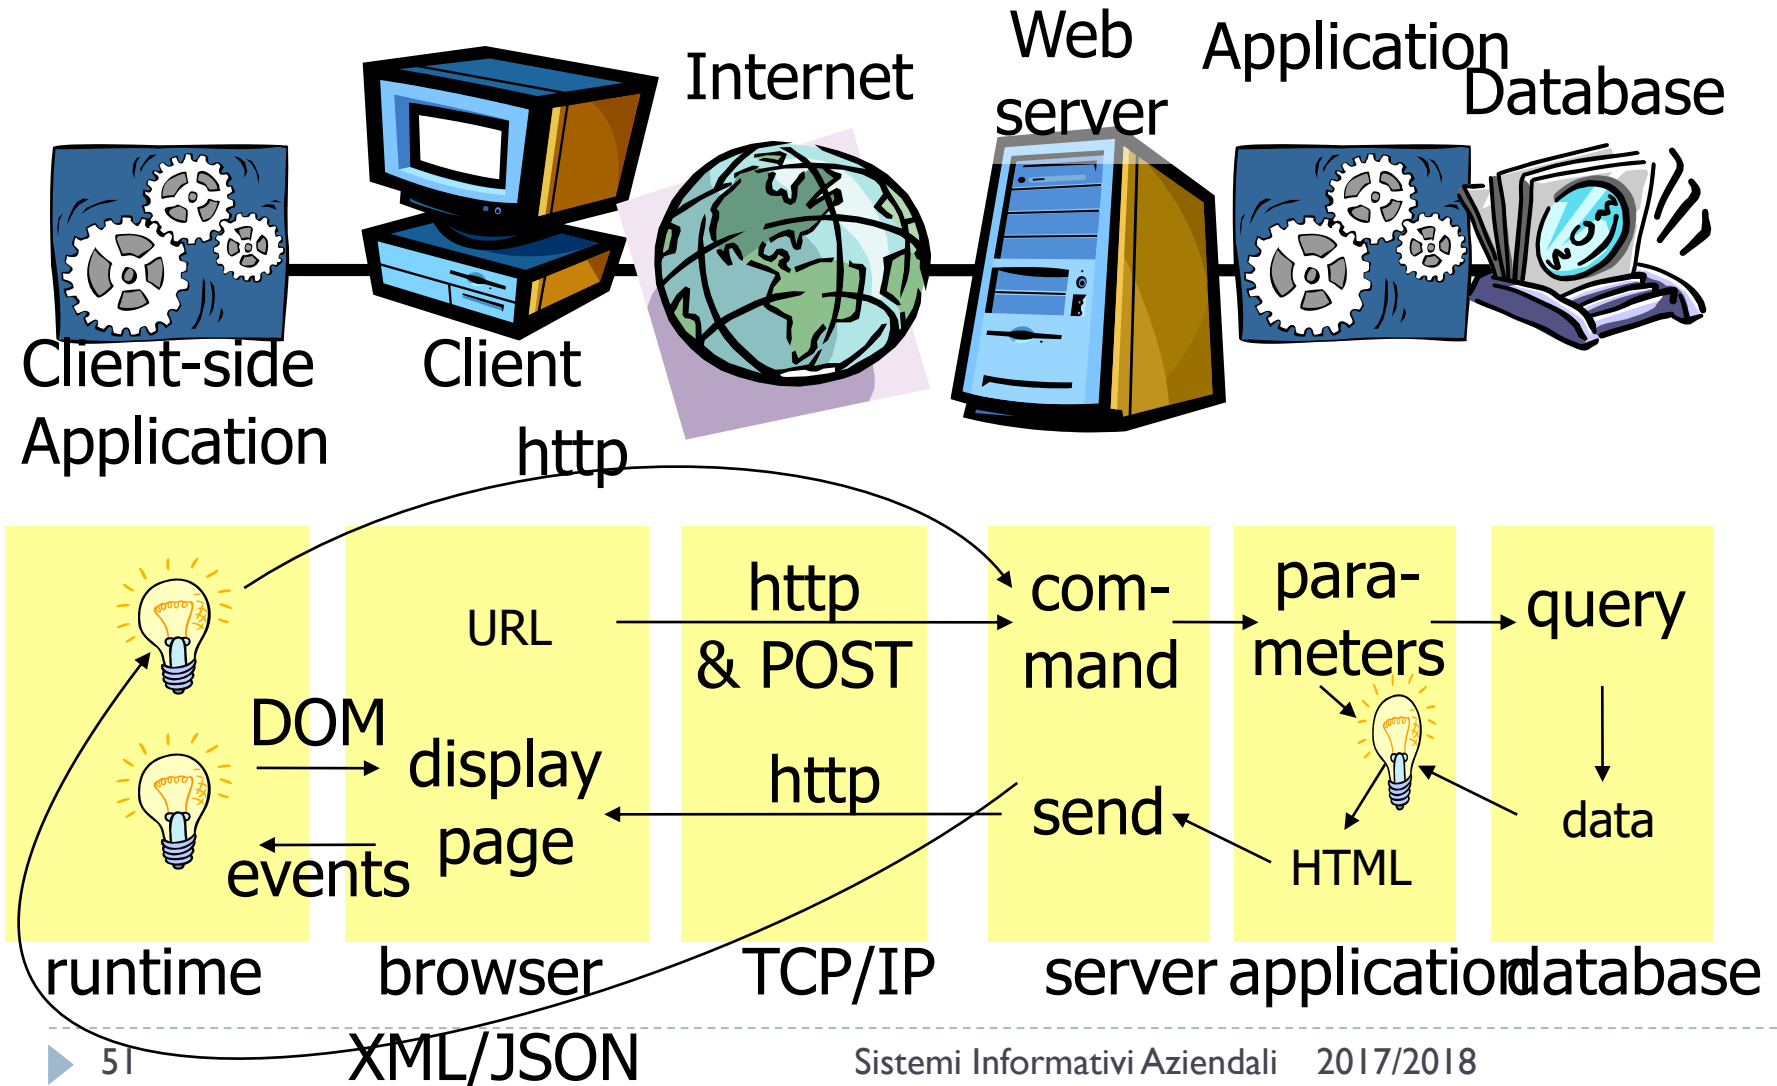 Internet
Web
server
Application
Database
Client-side
Application
Client
http
URL
http
& POST
com-
mand
para-
meters
query
DOM
display
page
events
http
send
HTML
data
runtime
browser
TCP/IP
server
application
database
XML/JSON
51
Sistemi Informativi Aziendali
2017/2018